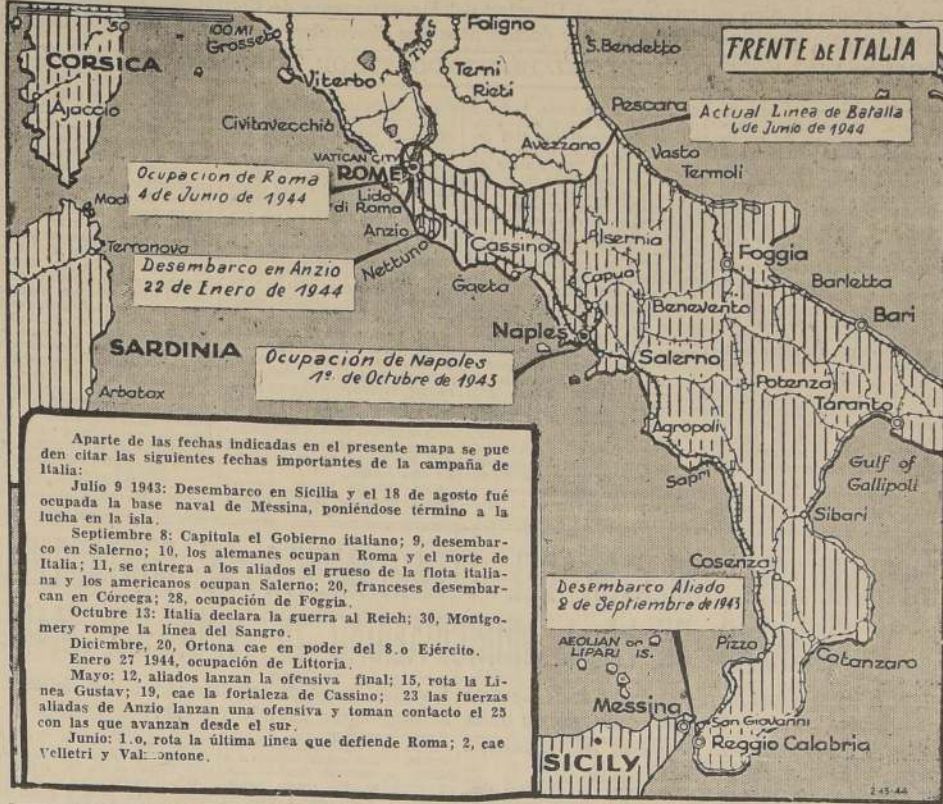 50
100 MI
CORSICA
Ajaccio
Grosseto
Viterbo
Civitavecchia
Tiber
Foligno
Terni
Rieti
S. Bendetto
FRENTE DE ITALIA
Pescara
Actual Linea de Batalla
6 de Junio de 1944
Avezzano
Vasto
Termoli
VATICAN CITY
ROME
Ocupacion de Roma
4 de Junio de 1944
Lido
di Roma
Mad
Terranova
Anzio
Nettuno
Desembarco en Anzio
22 de Enero de 1944
Cassino
Alsernia
Foggia
Gaeta
Capua
Benevento
Barletta
Bari
Naples
SARDINIA
Ocupación de Napoles
1º. de Octubre de 1943
Salerno
Potenza
Taranto
Arbatax
Agropoli
Sapri
Gulf of
Gallipoli
Sibari
Aparte de las fechas indicadas en el presente mapa se pue
den citar las siguientes fechas importantes de la campaña de
Italia:
Julio 9 1943: Desembarco en Sicilia y el 18 de agosto fué
ocupada la base naval de Messina, poniéndose término a la
lucha en la isla.
Septiembre 8: Capitula el Gobierno italiano; 9, desembar-
co en Salerno; 10, los alemanes ocupan Roma y el norte de
Italia; 11, se entrega a los aliados el grueso de la flota italia-
na y los americanos ocupan Salerno; 20, franceses desembar-
can en Córcega; 28, ocupación de Foggia.
Octubre 13: Italia declara la guerra al Reich; 30, Montgo-
mery rompe la línea del Sangro.
Diciembre, 20, Ortona cae en poder del 8.o Ejército.
Enero 27 1944, ocupación de Littoria.
Mayo: 12, aliados lanzan la ofensiva final; 15, rota la Lí-
nea Gustav; 19, cae la fortaleza de Cassino; 23 las fuerzas
aliadas de Anzio lanzan una ofensiva y toman contacto el 25
con las que avanzan desde el sur.
Junio: 1.o, rota la última línea que defiende Roma; 2, cae
Velletri y
Cosenza
Desembarco Aliado
de Septiembre de 1943
AEOLIAN or
LIPARI IS.
Pizzo
Catanzaro
Messina
San Giovanni
Reggio Calabria
SICILY